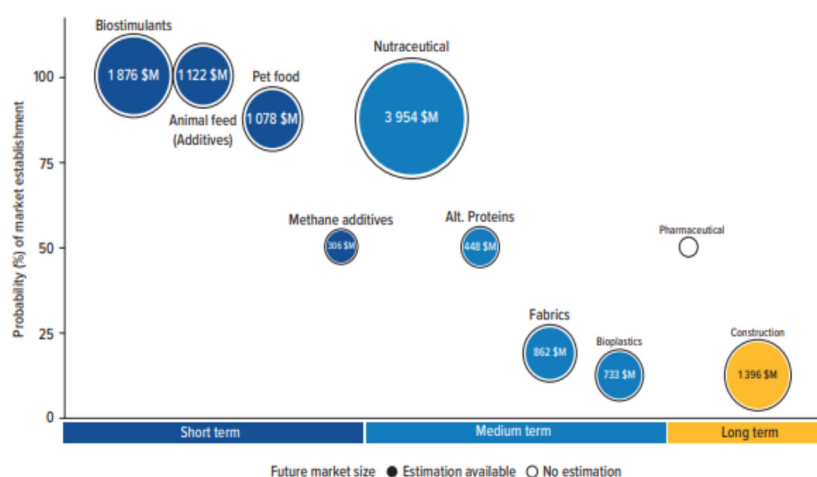 Biostimulants
Nutraceutical
100
1 876 $M
1 122 $M
Pet food
Animal feed
(Additives)
1 078 $M
3 954 $M
75
Probability (%) of market establishment
Methane additives
Alt. Proteins
Pharmaceutical
50
306 $M
448 $M
Fabrics
Bioplastics
Construction
25
862 $M
733 $M
1 396 $M
0
Short term
Medium term
Long term
Future market size
Estimation available
No estimation